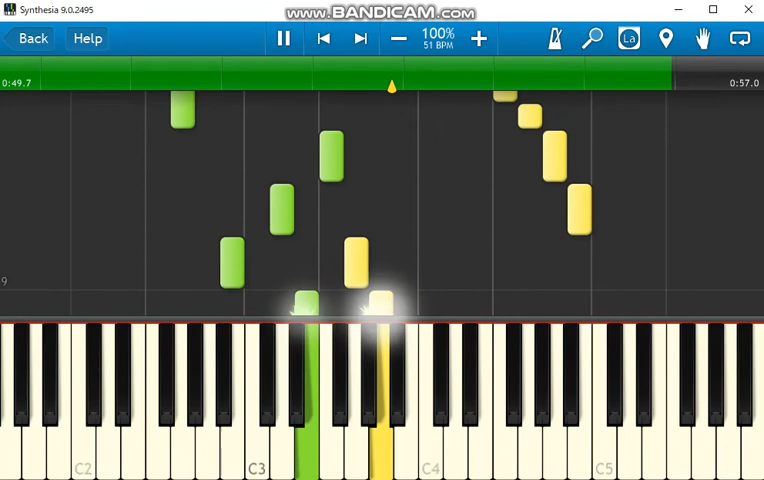 Synthesia 9.0.2495
www.BANDICAM.com
Back
Help
100%
51 BPM
La
0:49.7
0:57.0
9
C2
C3
C4
C5